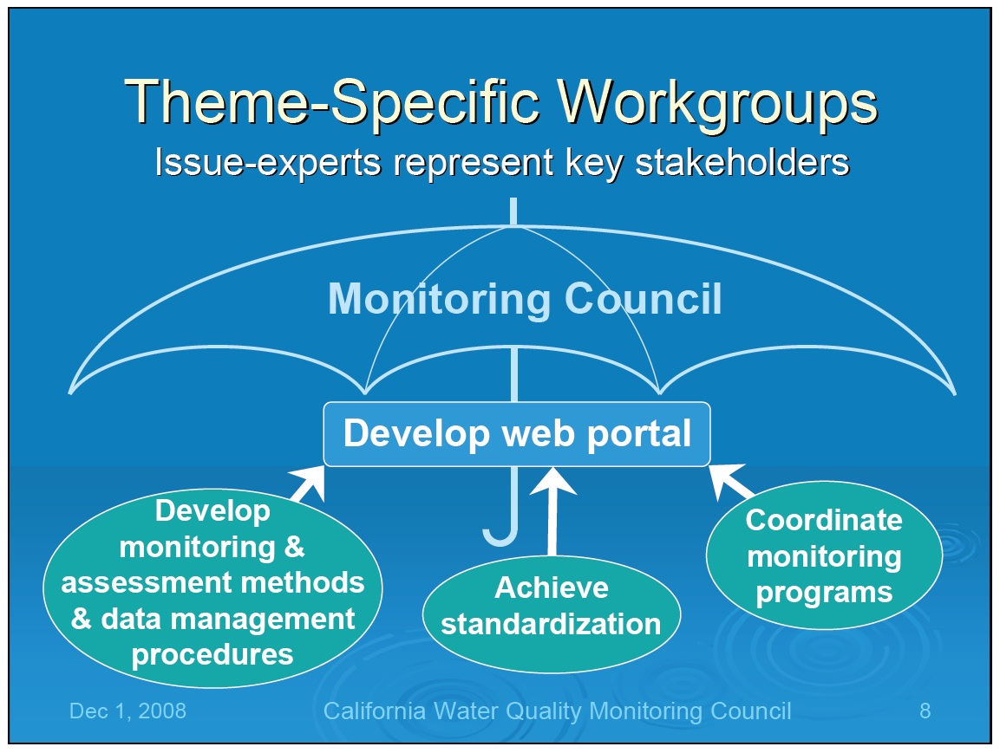 Theme-Specific Workgroups
Issue-experts represent key stakeholders
Monitoring Council
Develop web portal
Develop
monitoring &
assessment methods
& data management
procedures
Achieve
standardization
Coordinate
monitoring
programs
Dec 1, 2008
California Water Quality Monitoring Council
8